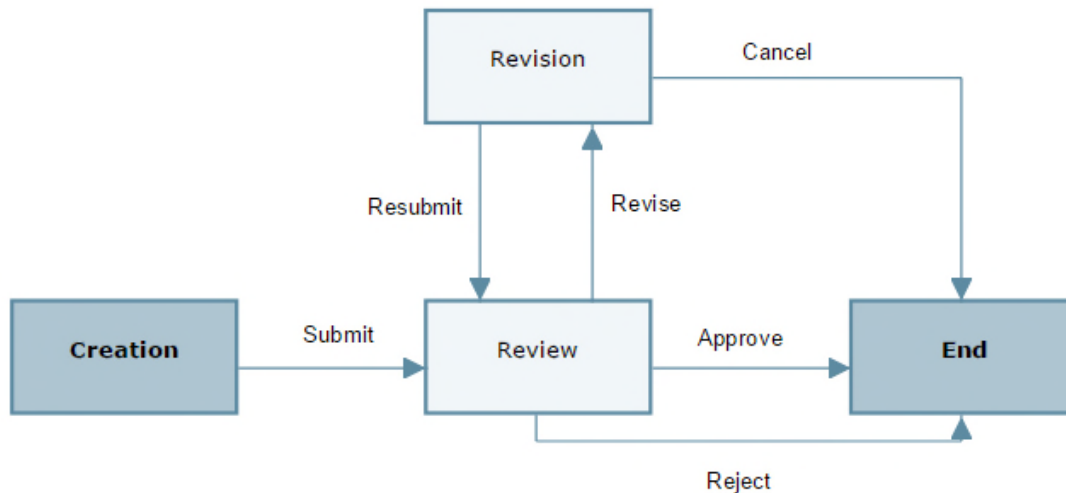 Revision
Cancel
Resubmit
Revise
Creation
Submit
Review
Approve
End
Reject